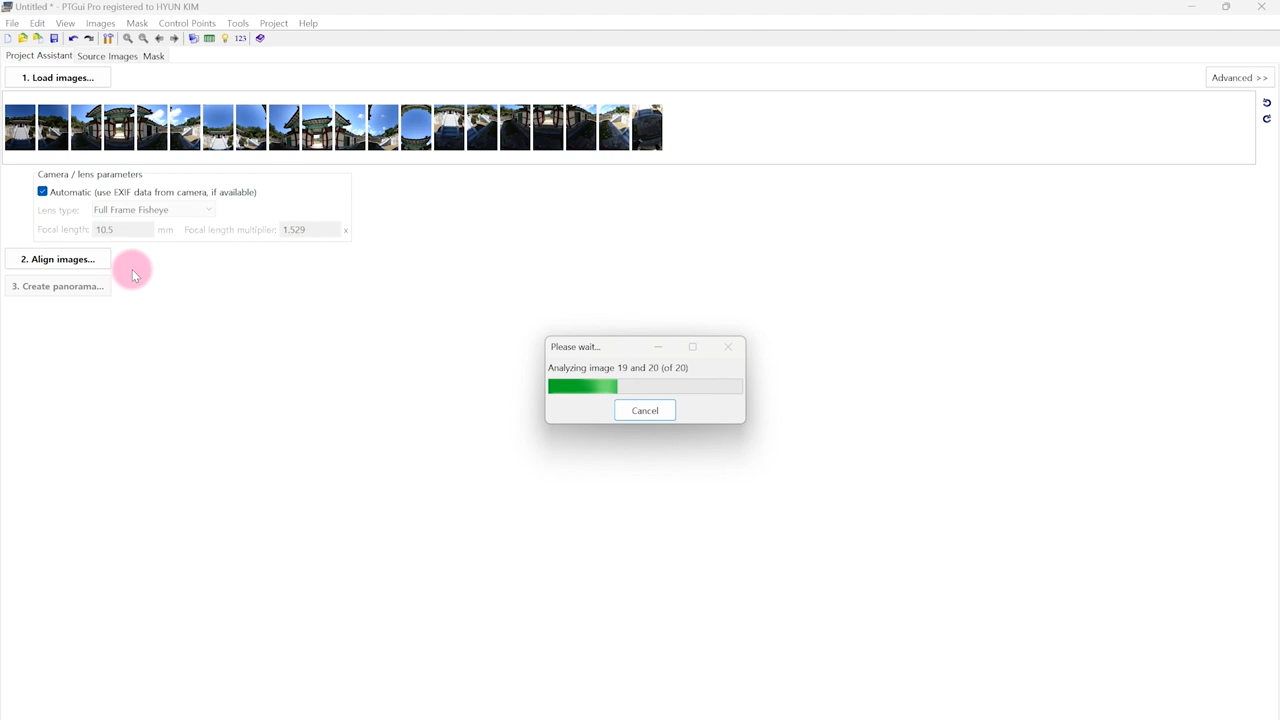 Untitled * - PTGui Pro registered to HYUN KIM
File Edit View Images Mask Control Points Tools Project Help
123
Project Assistant Source Images Mask
1. Load images...
Advanced >>
Camera / lens parameters
Automatic (use EXIF data from camera, if available)
Lens type: Full Frame Fisheye
Focal length: 10.5 mm Focal length multiplier: 1.529 x
2. Align images...
3. Create panorama...
Please wait...
Analyzing image 19 and 20 (of 20)
Cancel